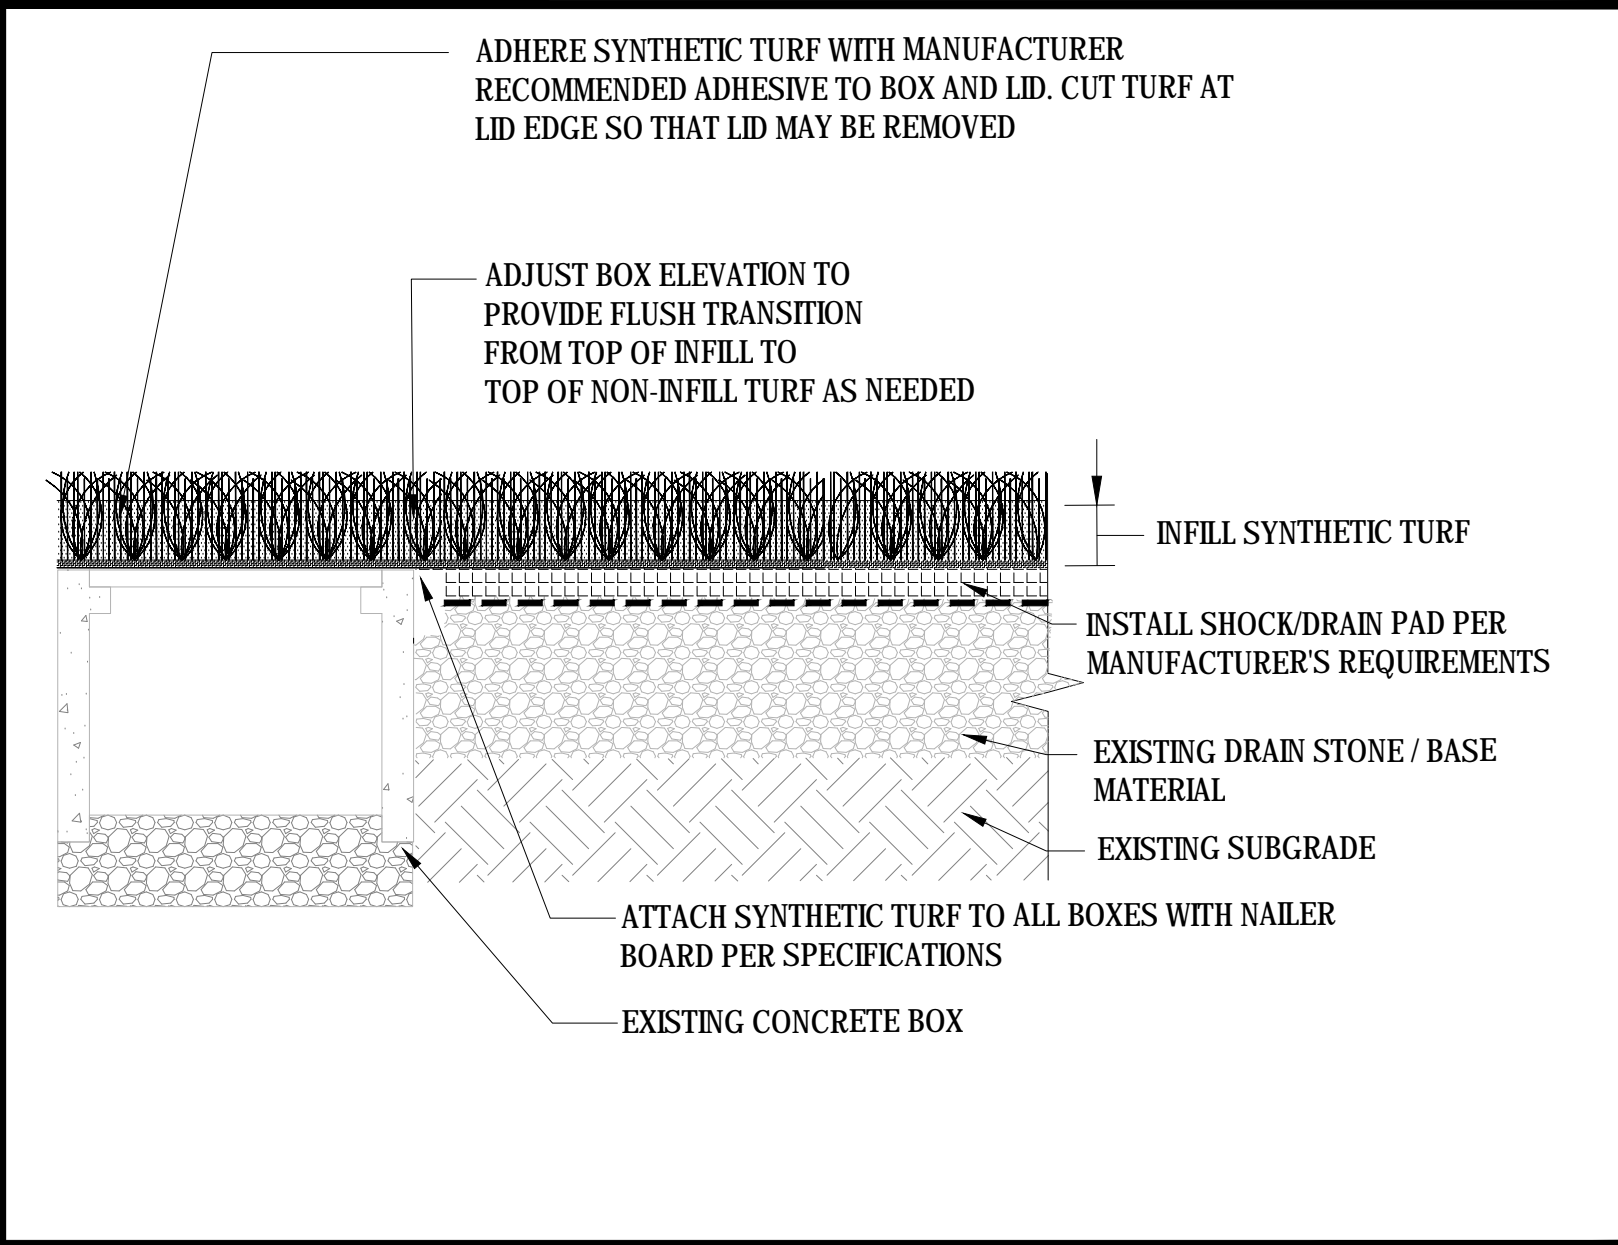 ADHERE SYNTHETIC TURF WITH MANUFACTURER
RECOMMENDED ADHESIVE TO BOX AND LID. CUT TURF AT
LID EDGE SO THAT LID MAY BE REMOVED
ADJUST BOX ELEVATION TO
PROVIDE FLUSH TRANSITION
FROM TOP OF INFILL TO
TOP OF NON-INFILL TURF AS NEEDED
INFILL SYNTHETIC TURF
INSTALL SHOCK/DRAIN PAD PER
MANUFACTURER'S REQUIREMENTS
EXISTING DRAIN STONE / BASE
MATERIAL
EXISTING SUBGRADE
ATTACH SYNTHETIC TURF TO ALL BOXES WITH NAILER
BOARD PER SPECIFICATIONS
EXISTING CONCRETE BOX